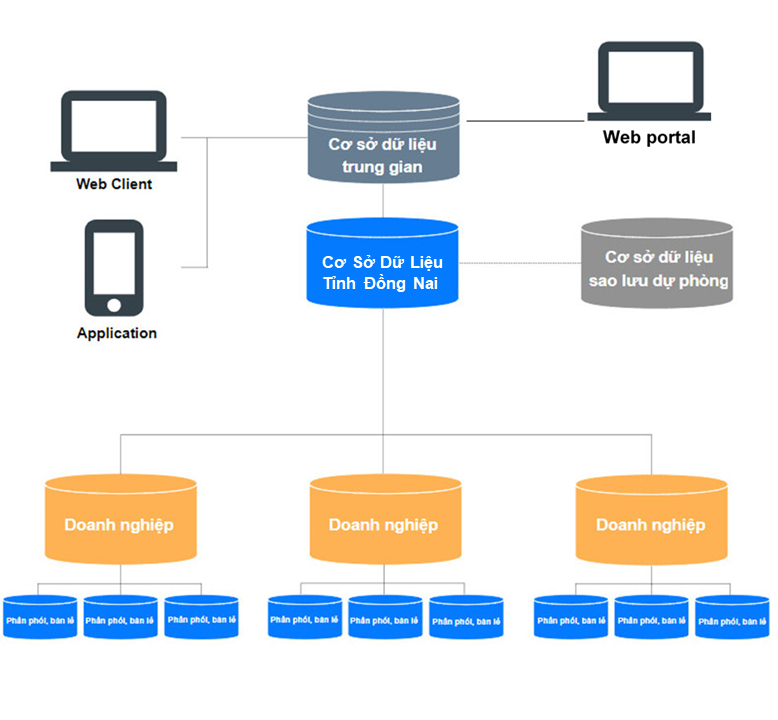 Web Client
Application
Cơ sở dữ liệu
trung gian
Web portal
Cơ Sở Dữ Liệu
Tỉnh Đồng Nai
Cơ sở dữ liệu
sao lưu dự phòng
Doanh nghiệp
Doanh nghiệp
Doanh nghiệp
Phân phối, bán lẻ
Phân phối, bán lẻ
Phân phối, bán lẻ
Phân phối, bán lẻ
Phân phối, bán lẻ
Phân phối, bán lẻ
Phân phối, bán lẻ
Phân phối, bán lẻ
Phân phối, bán lẻ